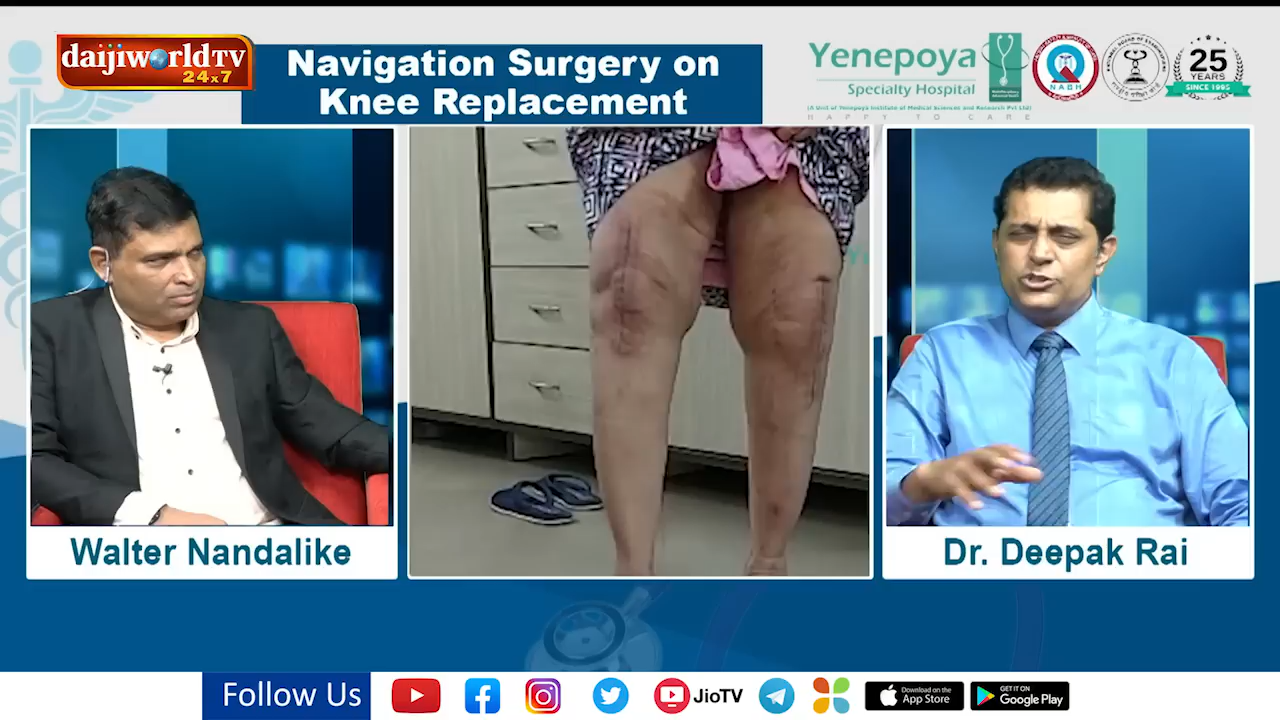 daijiworldTV
24x7
Navigation Surgery on
Knee Replacement
Yenepoya
Specialty Hospital
(A Unit of Yenepoya Institute of Medical Sciences and Research Pvt Ltd)
HAPPY TO CARE
NABH
25
YEARS
SINCE 1995
Walter Nandalike
Dr. Deepak Rai
Follow Us
JioTV
Download on the
App Store
GET IT ON
Google Play